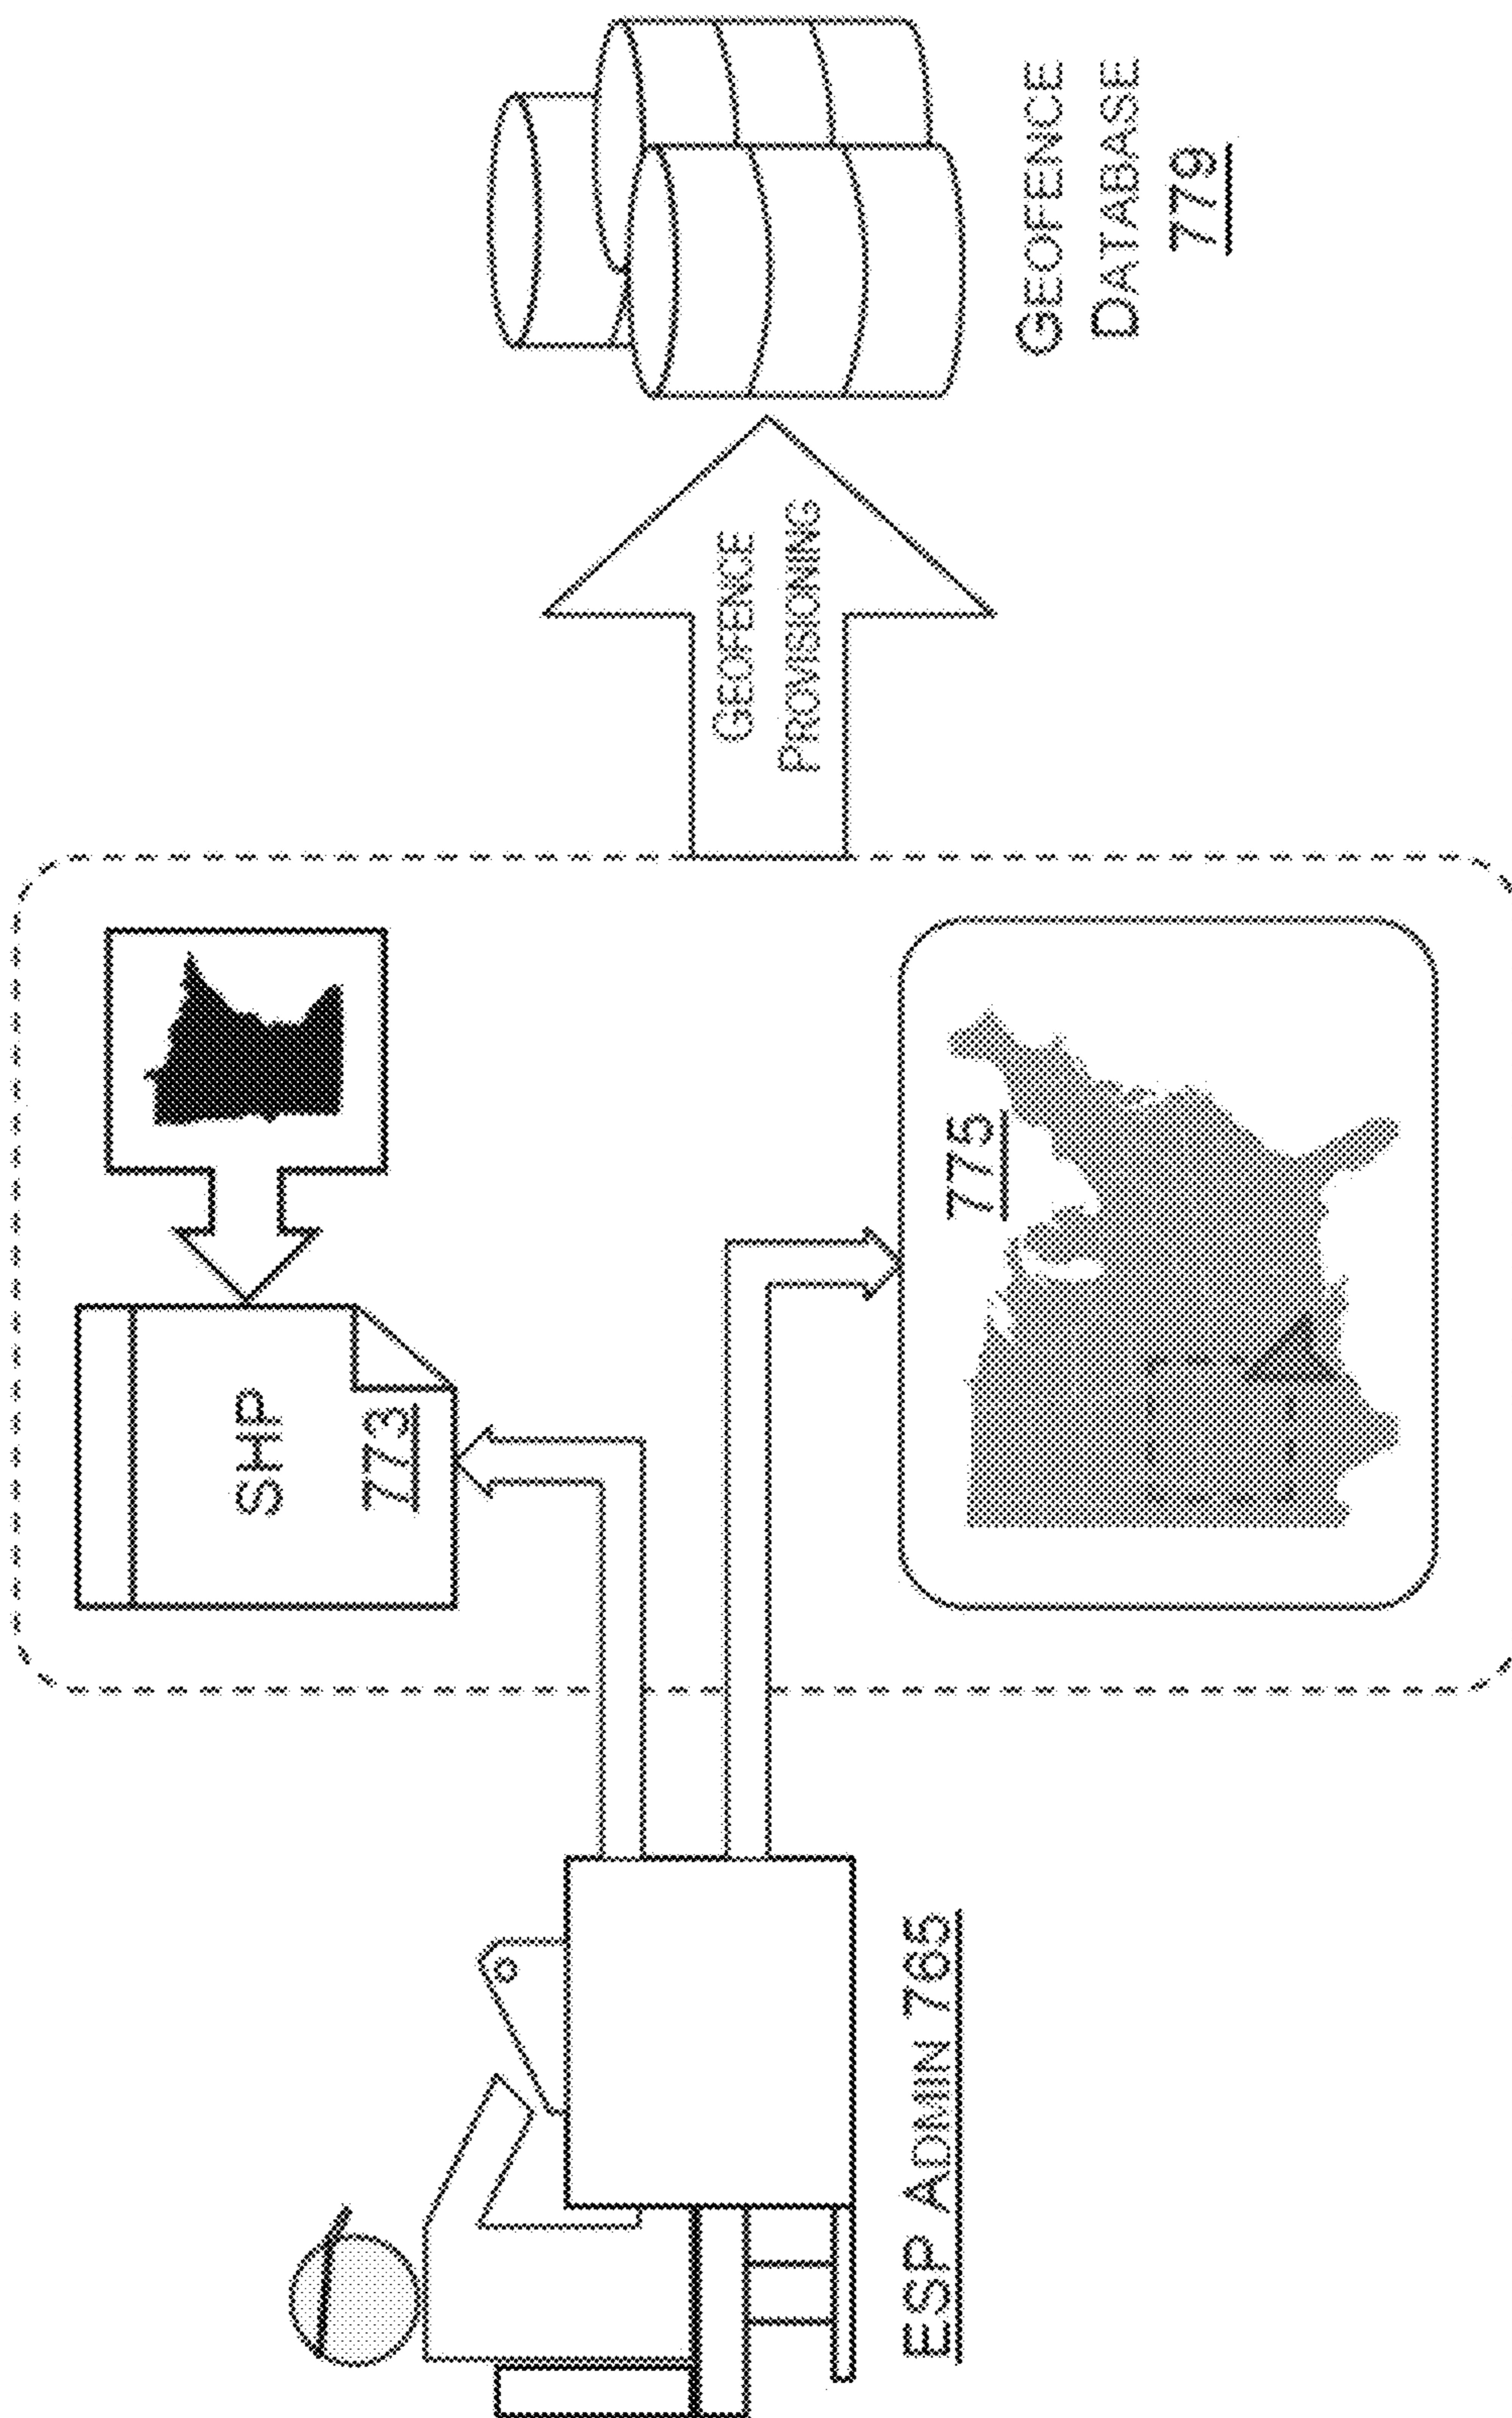 ESP ADMIN 765
SHP
773
775
GEOFENCE
PROVISIONING
GEOFENCE
DATABASE
779